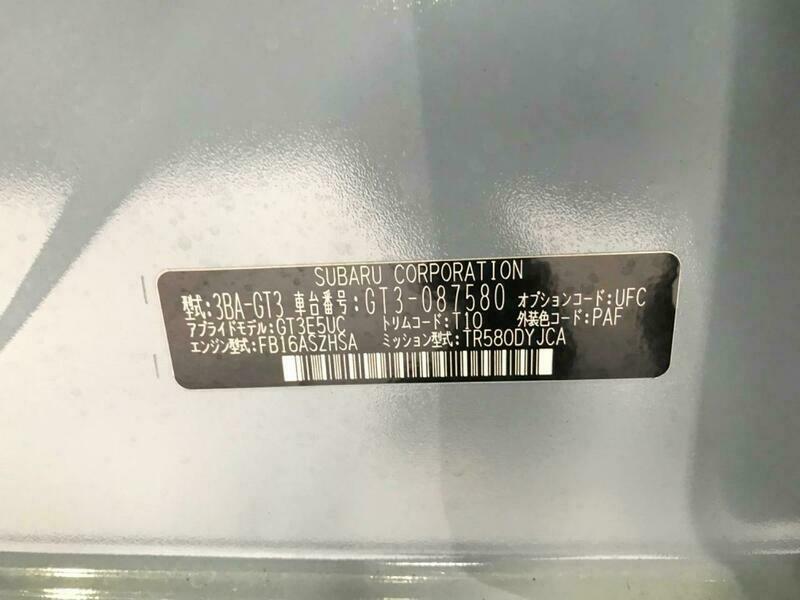 SUBARU CORPORATION
型式:3BA-GT3 車台番号:GT3-087580 オプションコード:UFC
アプライドモデル:GT3E5UC トリムコード:T10 外装色コード:PAF
エンジン型式:FB16ASZHSA ミッション型式:TR580DYJCA